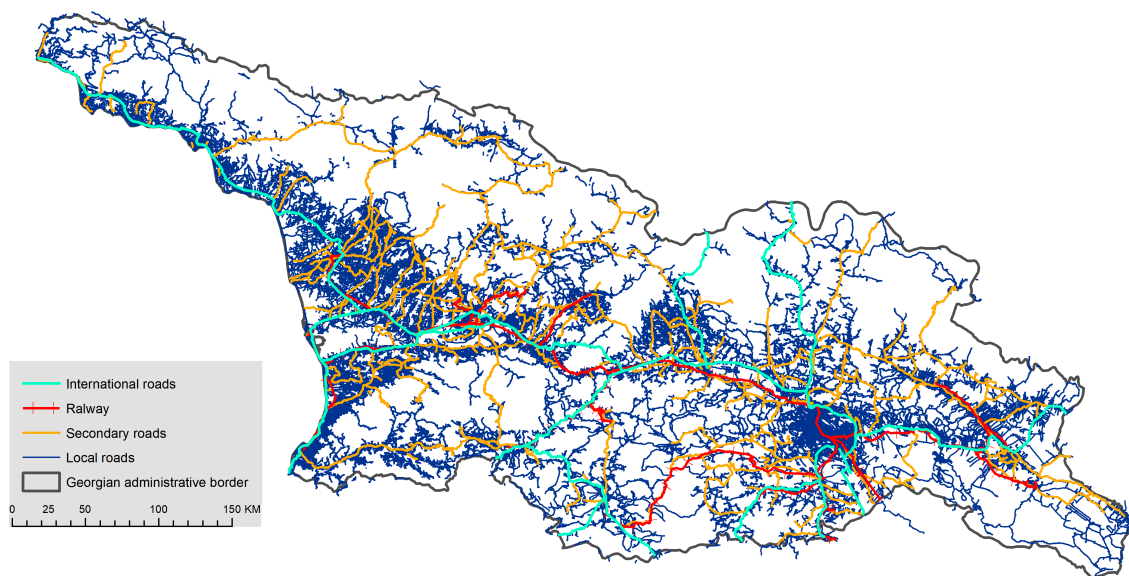 International roads
Ralway
Secondary roads
Local roads
Georgian administrative border
0 25 50 100 150 KM